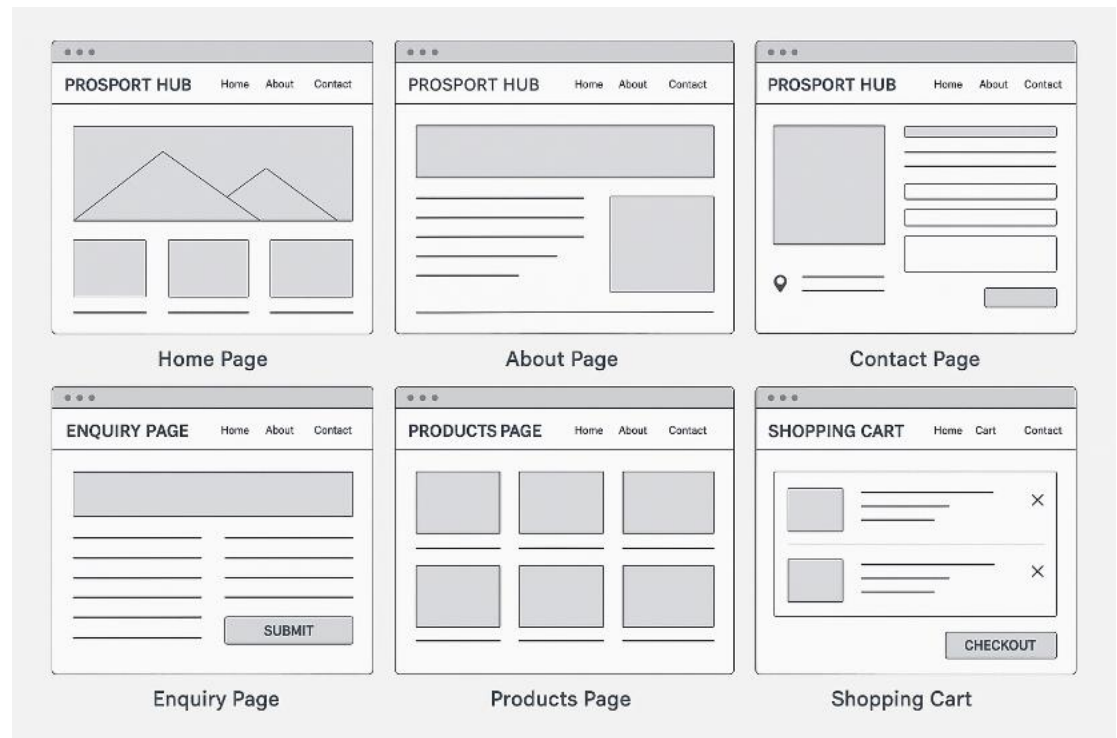 PROSPORT HUB Home About Contact
Home Page
PROSPORT HUB Home About Contact
About Page
PROSPORT HUB Home About Contact
Contact Page
ENQUIRY PAGE Home About Contact
SUBMIT
Enquiry Page
PRODUCTS PAGE Home About Contact
Products Page
SHOPPING CART Home Cart Contact
CHECKOUT
Shopping Cart